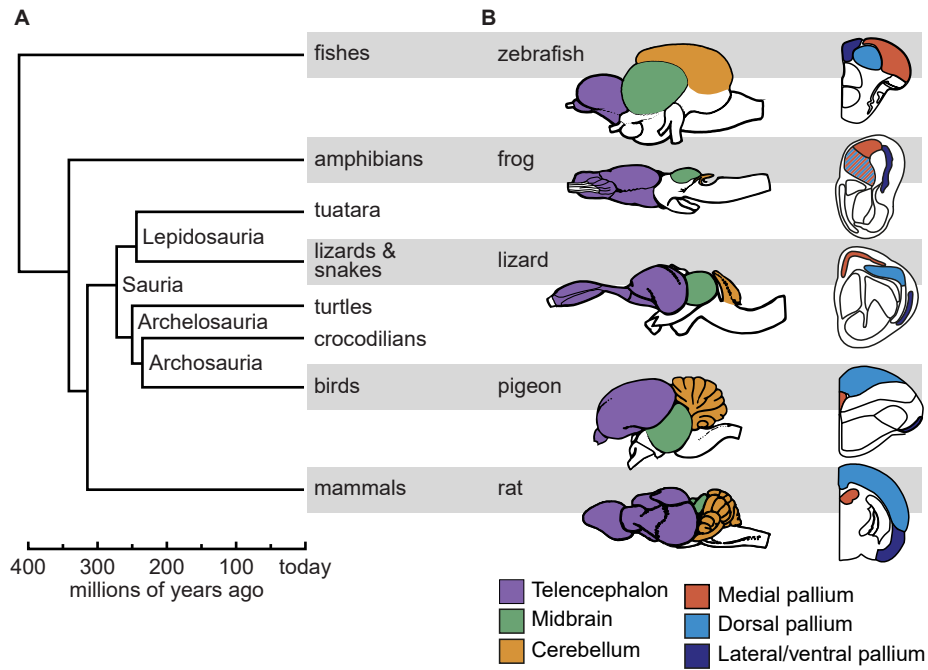 A
B
fishes
zebrafish
amphibians
frog
tuatara
Lepidosauria
lizards &
snakes
lizard
Sauria
turtles
Archelosauria
crocodilians
Archosauria
birds
pigeon
mammals
rat
400 300 200 100 today
millions of years ago
Telencephalon
Midbrain
Cerebellum
Medial pallium
Dorsal pallium
Lateral/ventral pallium